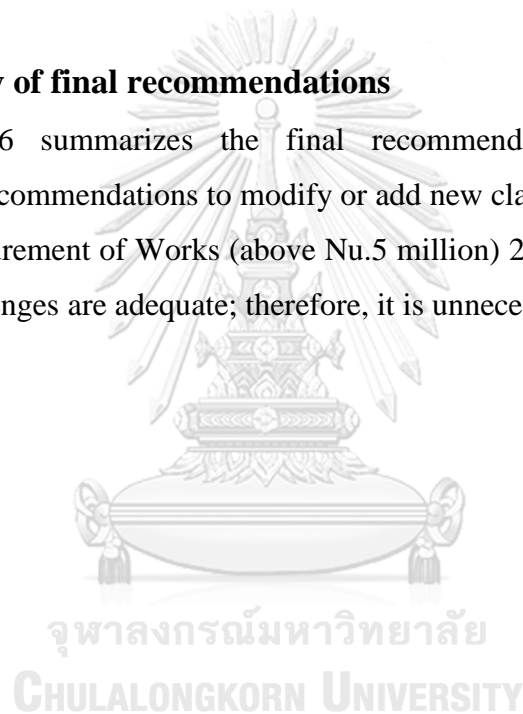 y of final recommendations
6 summarizes the final recommend
commendations to modify or add new cla
urement of Works (above Nu.5 million) 2
enges are adequate; therefore, it is unnece
จุฬาลงกรณ์มหาวิทยาลัย
CHULALONGKORN UNIVERSITY